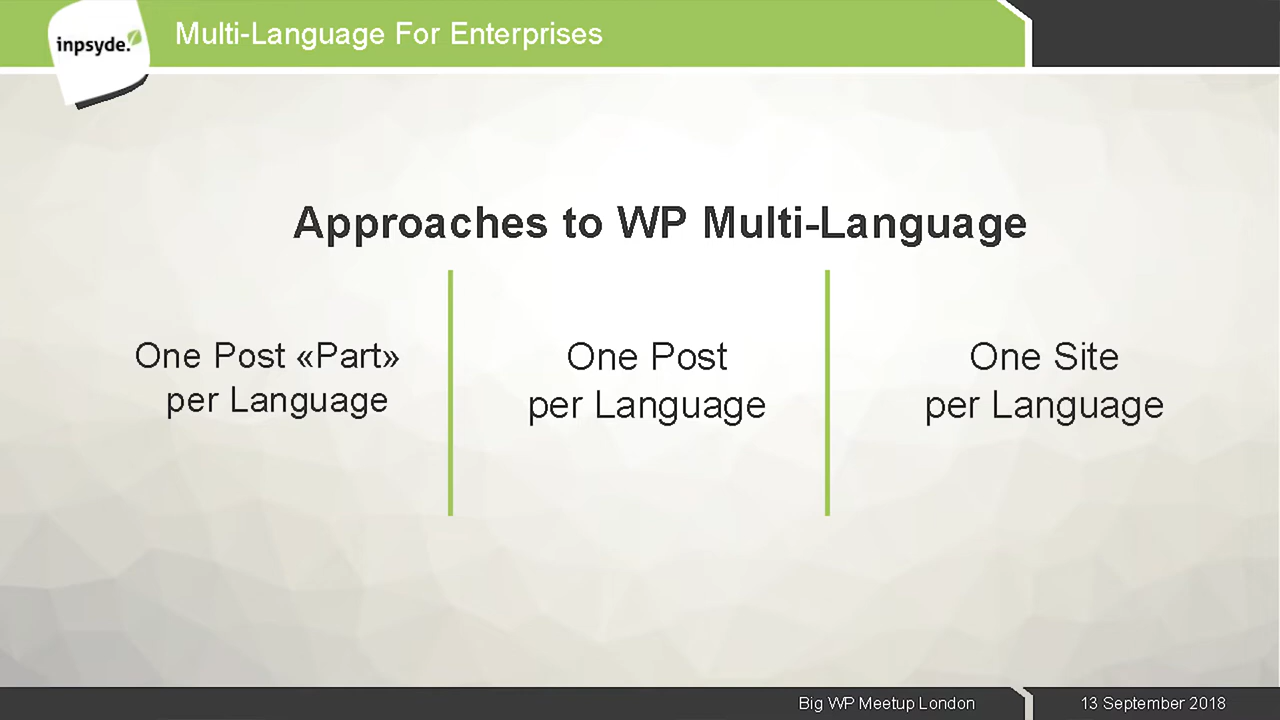 inpsyde.
Multi-Language For Enterprises
Approaches to WP Multi-Language
One Post «Part»
per Language
One Post
per Language
One Site
per Language
Big WP Meetup London
13 September 2018